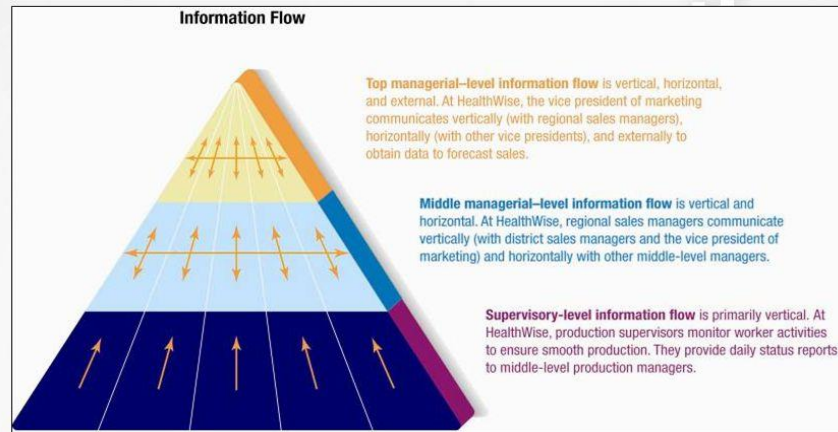 Information Flow
Top managerial–level information flow is vertical, horizontal,
and external. At HealthWise, the vice president of marketing
communicates vertically (with regional sales managers),
horizontally (with other vice presidents), and externally to
obtain data to forecast sales.
Middle managerial–level information flow is vertical and
horizontal. At HealthWise, regional sales managers communicate
vertically (with district sales managers and the vice president of
marketing) and horizontally with other middle-level managers.
Supervisory-level information flow is primarily vertical. At
HealthWise, production supervisors monitor worker activities
to ensure smooth production. They provide daily status reports
to middle-level production managers.